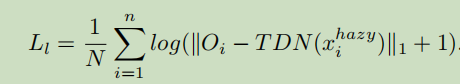 L_l = \frac{1}{N} \sum_{i=1}^{n} log(\|O_i - TDN(x_i^{hazy})\|_1 + 1).